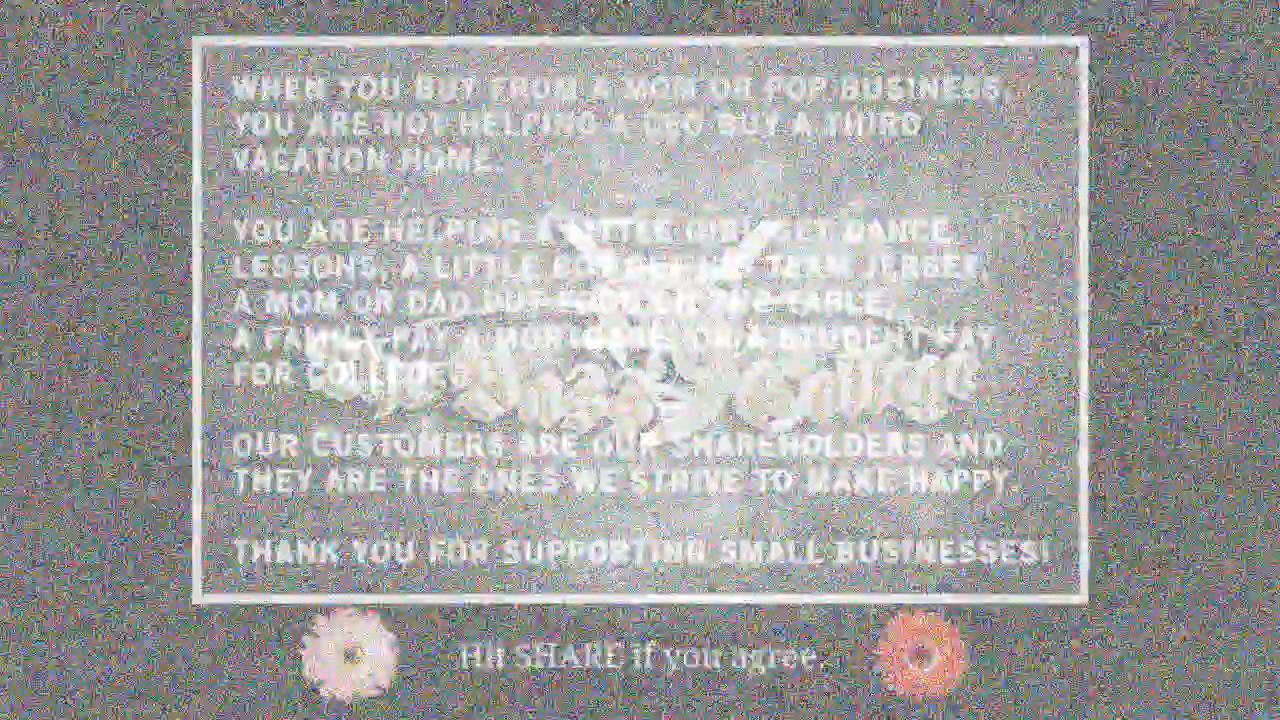 WHEN YOU BUY FROM A MOM OR POP BUSINESS,
YOU ARE NOT HELPING A CEO BUY A THIRD
VACATION HOME.
YOU ARE HELPING A LITTLE GIRL GET DANCE
LESSONS, A LITTLE BOY HIS TEAM JERSEY,
A MOM OR DAD PUT FOOD ON THE TABLE,
A FAMILY PAY A MORTGAGE OR A STUDENT PAY
FOR COLLEGE.
OUR CUSTOMERS ARE OUR SHAREHOLDERS AND
THEY ARE THE ONES WE STRIVE TO MAKE HAPPY.
THANK YOU FOR SUPPORTING SMALL BUSINESSES!
Hit SHARE if you agree.